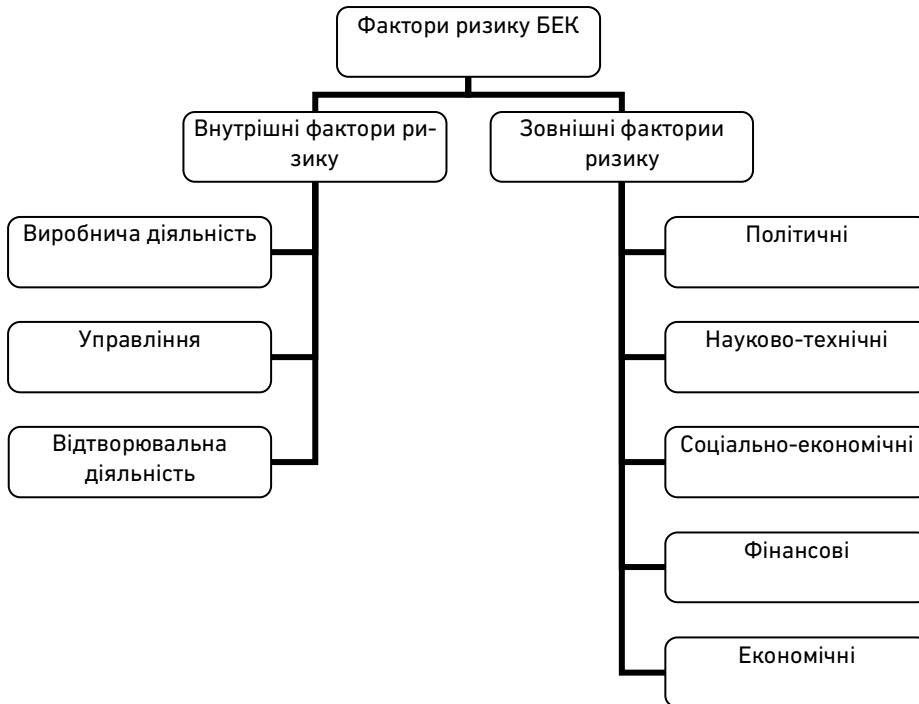 Фактори ризику БЕК
Внутрішні фактори ри-
зику
Зовнішні фактории
ризику
Виробнича діяльність
Управління
Відтворювальна
діяльність
Політичні
Науково-технічні
Соціально-економічні
Фінансові
Економічні